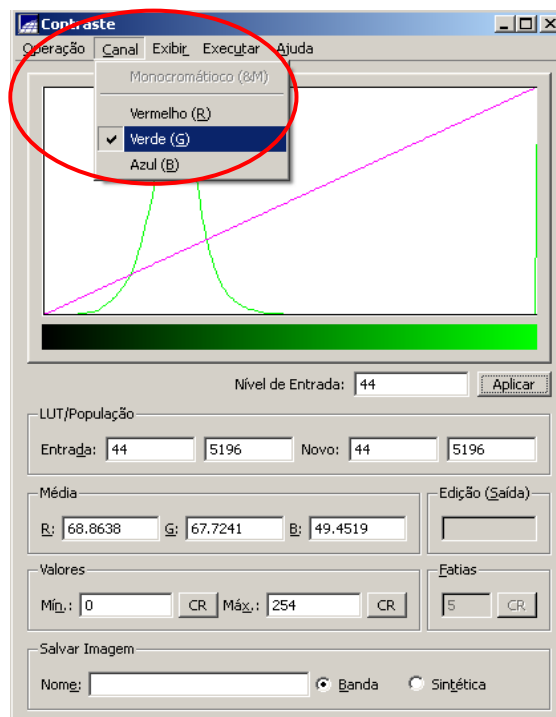 Contraste
Operação Canal Exibir Executar Ajuda
Monocromátioco (&M)
Vermelho (R)
Verde (G)
Azul (B)
Nível de Entrada: 44 Aplicar
LUT/População
Entrada: 44 5196 Novo: 44 5196
Média Edição (Saída)
R: 68.8638 G: 67.7241 B: 49.4519
Valores Fatias
Mín.: 0 CR Máx.: 254 CR 5 CR
Salvar Imagem
Nome: Banda Sintética